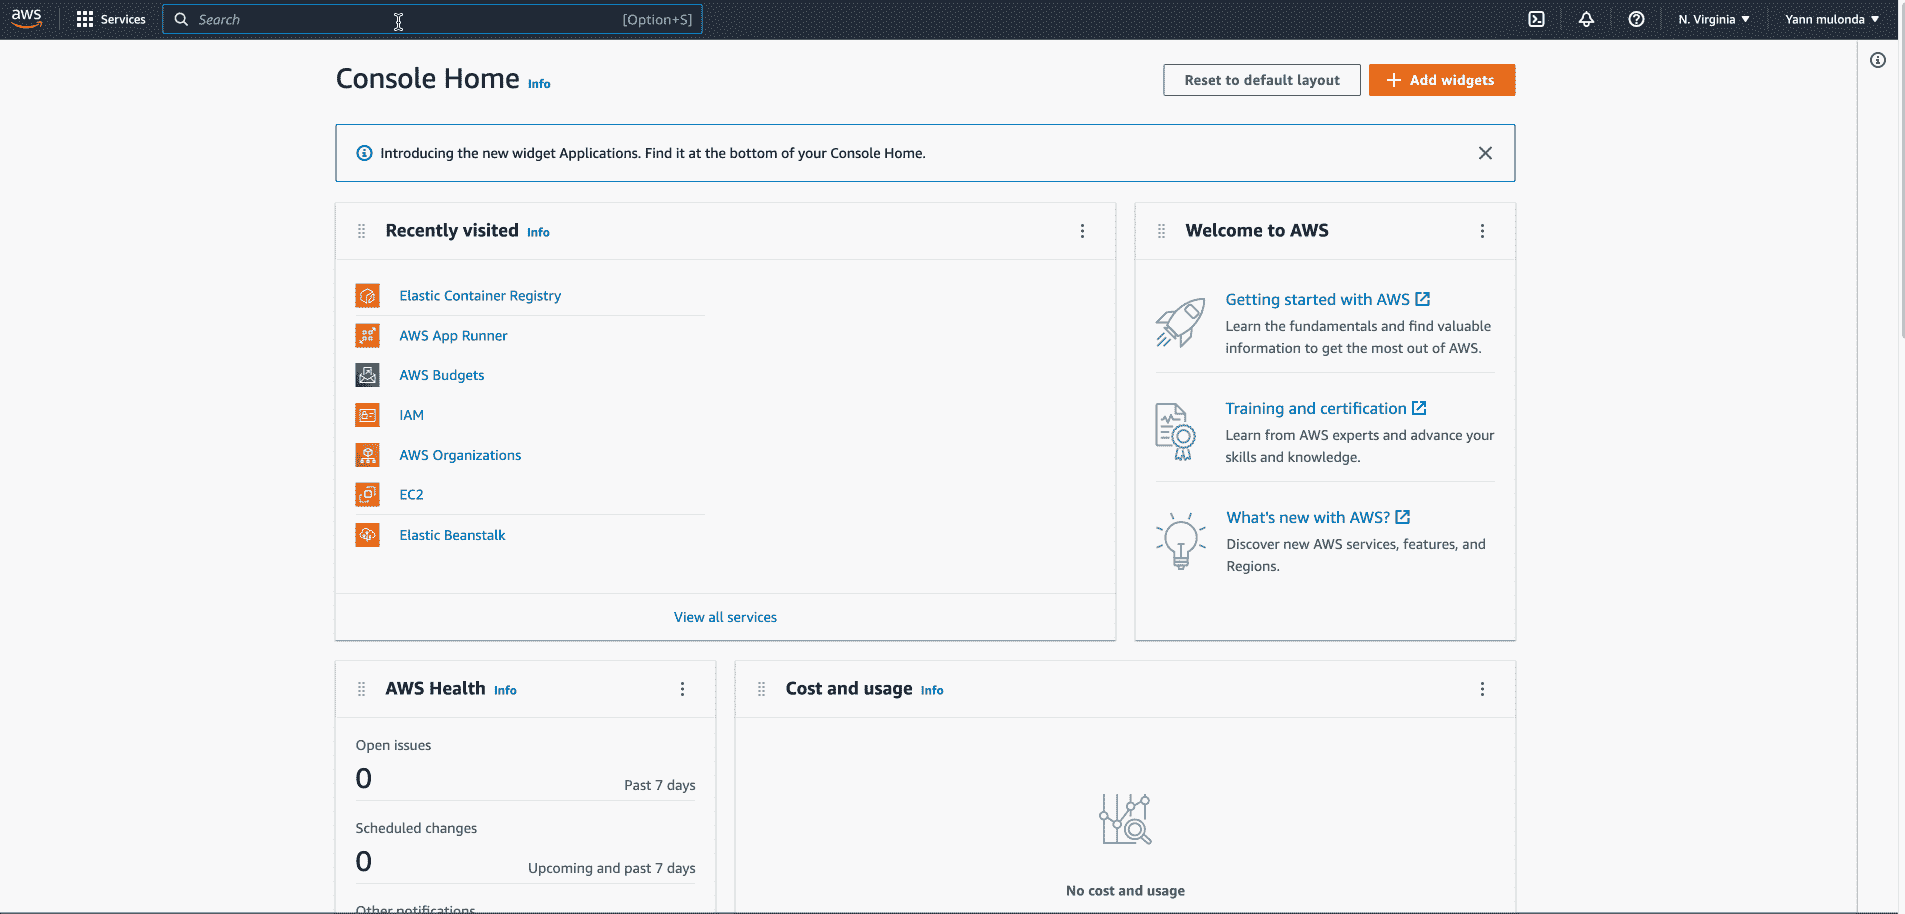 aws
Services
Search
[Option+S]
N. Virginia
Yann mulonda
Console Home Info
Reset to default layout
Add widgets
Introducing the new widget Applications. Find it at the bottom of your Console Home.
Recently visited Info
Elastic Container Registry
AWS App Runner
AWS Budgets
IAM
AWS Organizations
EC2
Elastic Beanstalk
View all services
Welcome to AWS
Getting started with AWS
Learn the fundamentals and find valuable
information to get the most out of AWS.
Training and certification
Learn from AWS experts and advance your
skills and knowledge.
What's new with AWS?
Discover new AWS services, features, and
Regions.
AWS Health Info
Open issues
0
Past 7 days
Scheduled changes
0
Upcoming and past 7 days
Other notifications
Cost and usage Info
No cost and usage